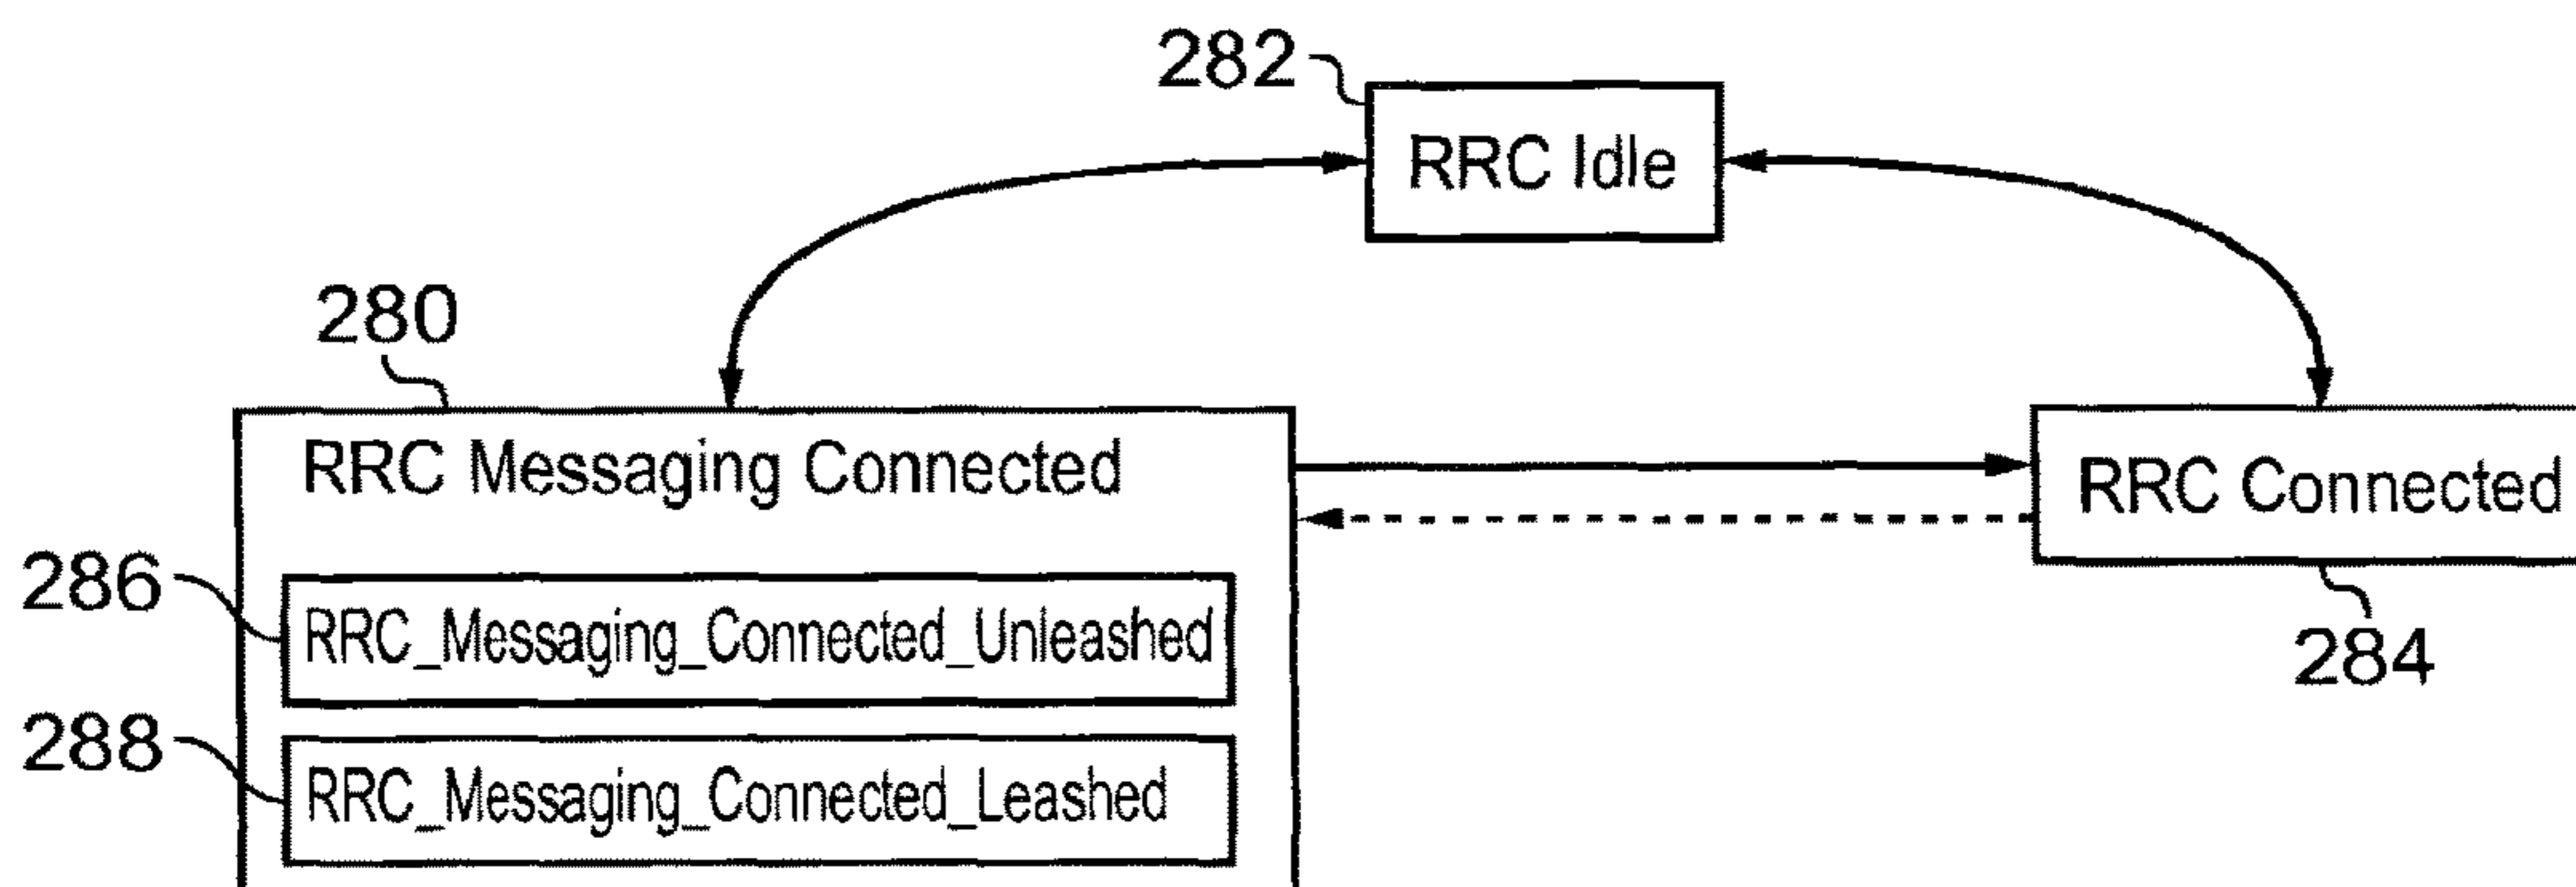 282
RRC Idle
280
RRC Messaging Connected
RRC Connected
286
RRC_Messaging_Connected_Unleashed
284
288
RRC_Messaging_Connected_Leashed